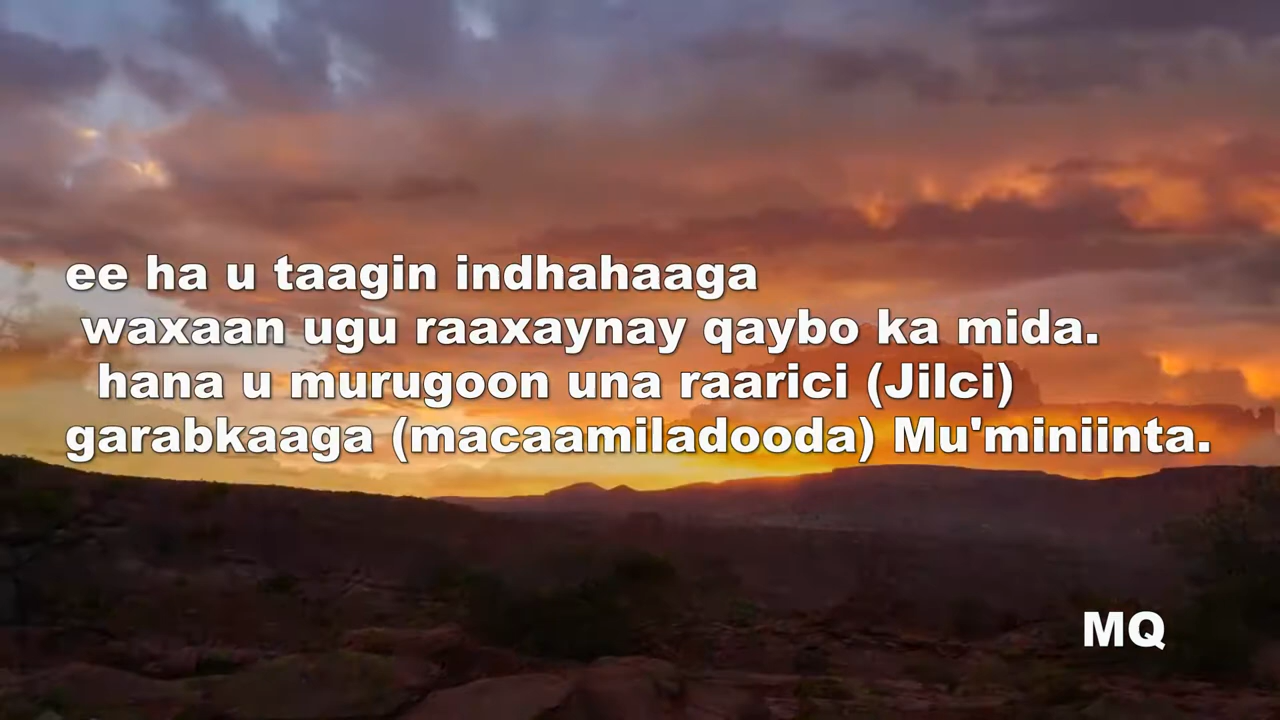 ee ha u taagin indhahaaga
waxaan ugu raaxaynay qaybo ka mida.
hana u murugoon una raarici (Jilci)
garabkaaga (macaamiladooda) Mu'miniinta.
MQ